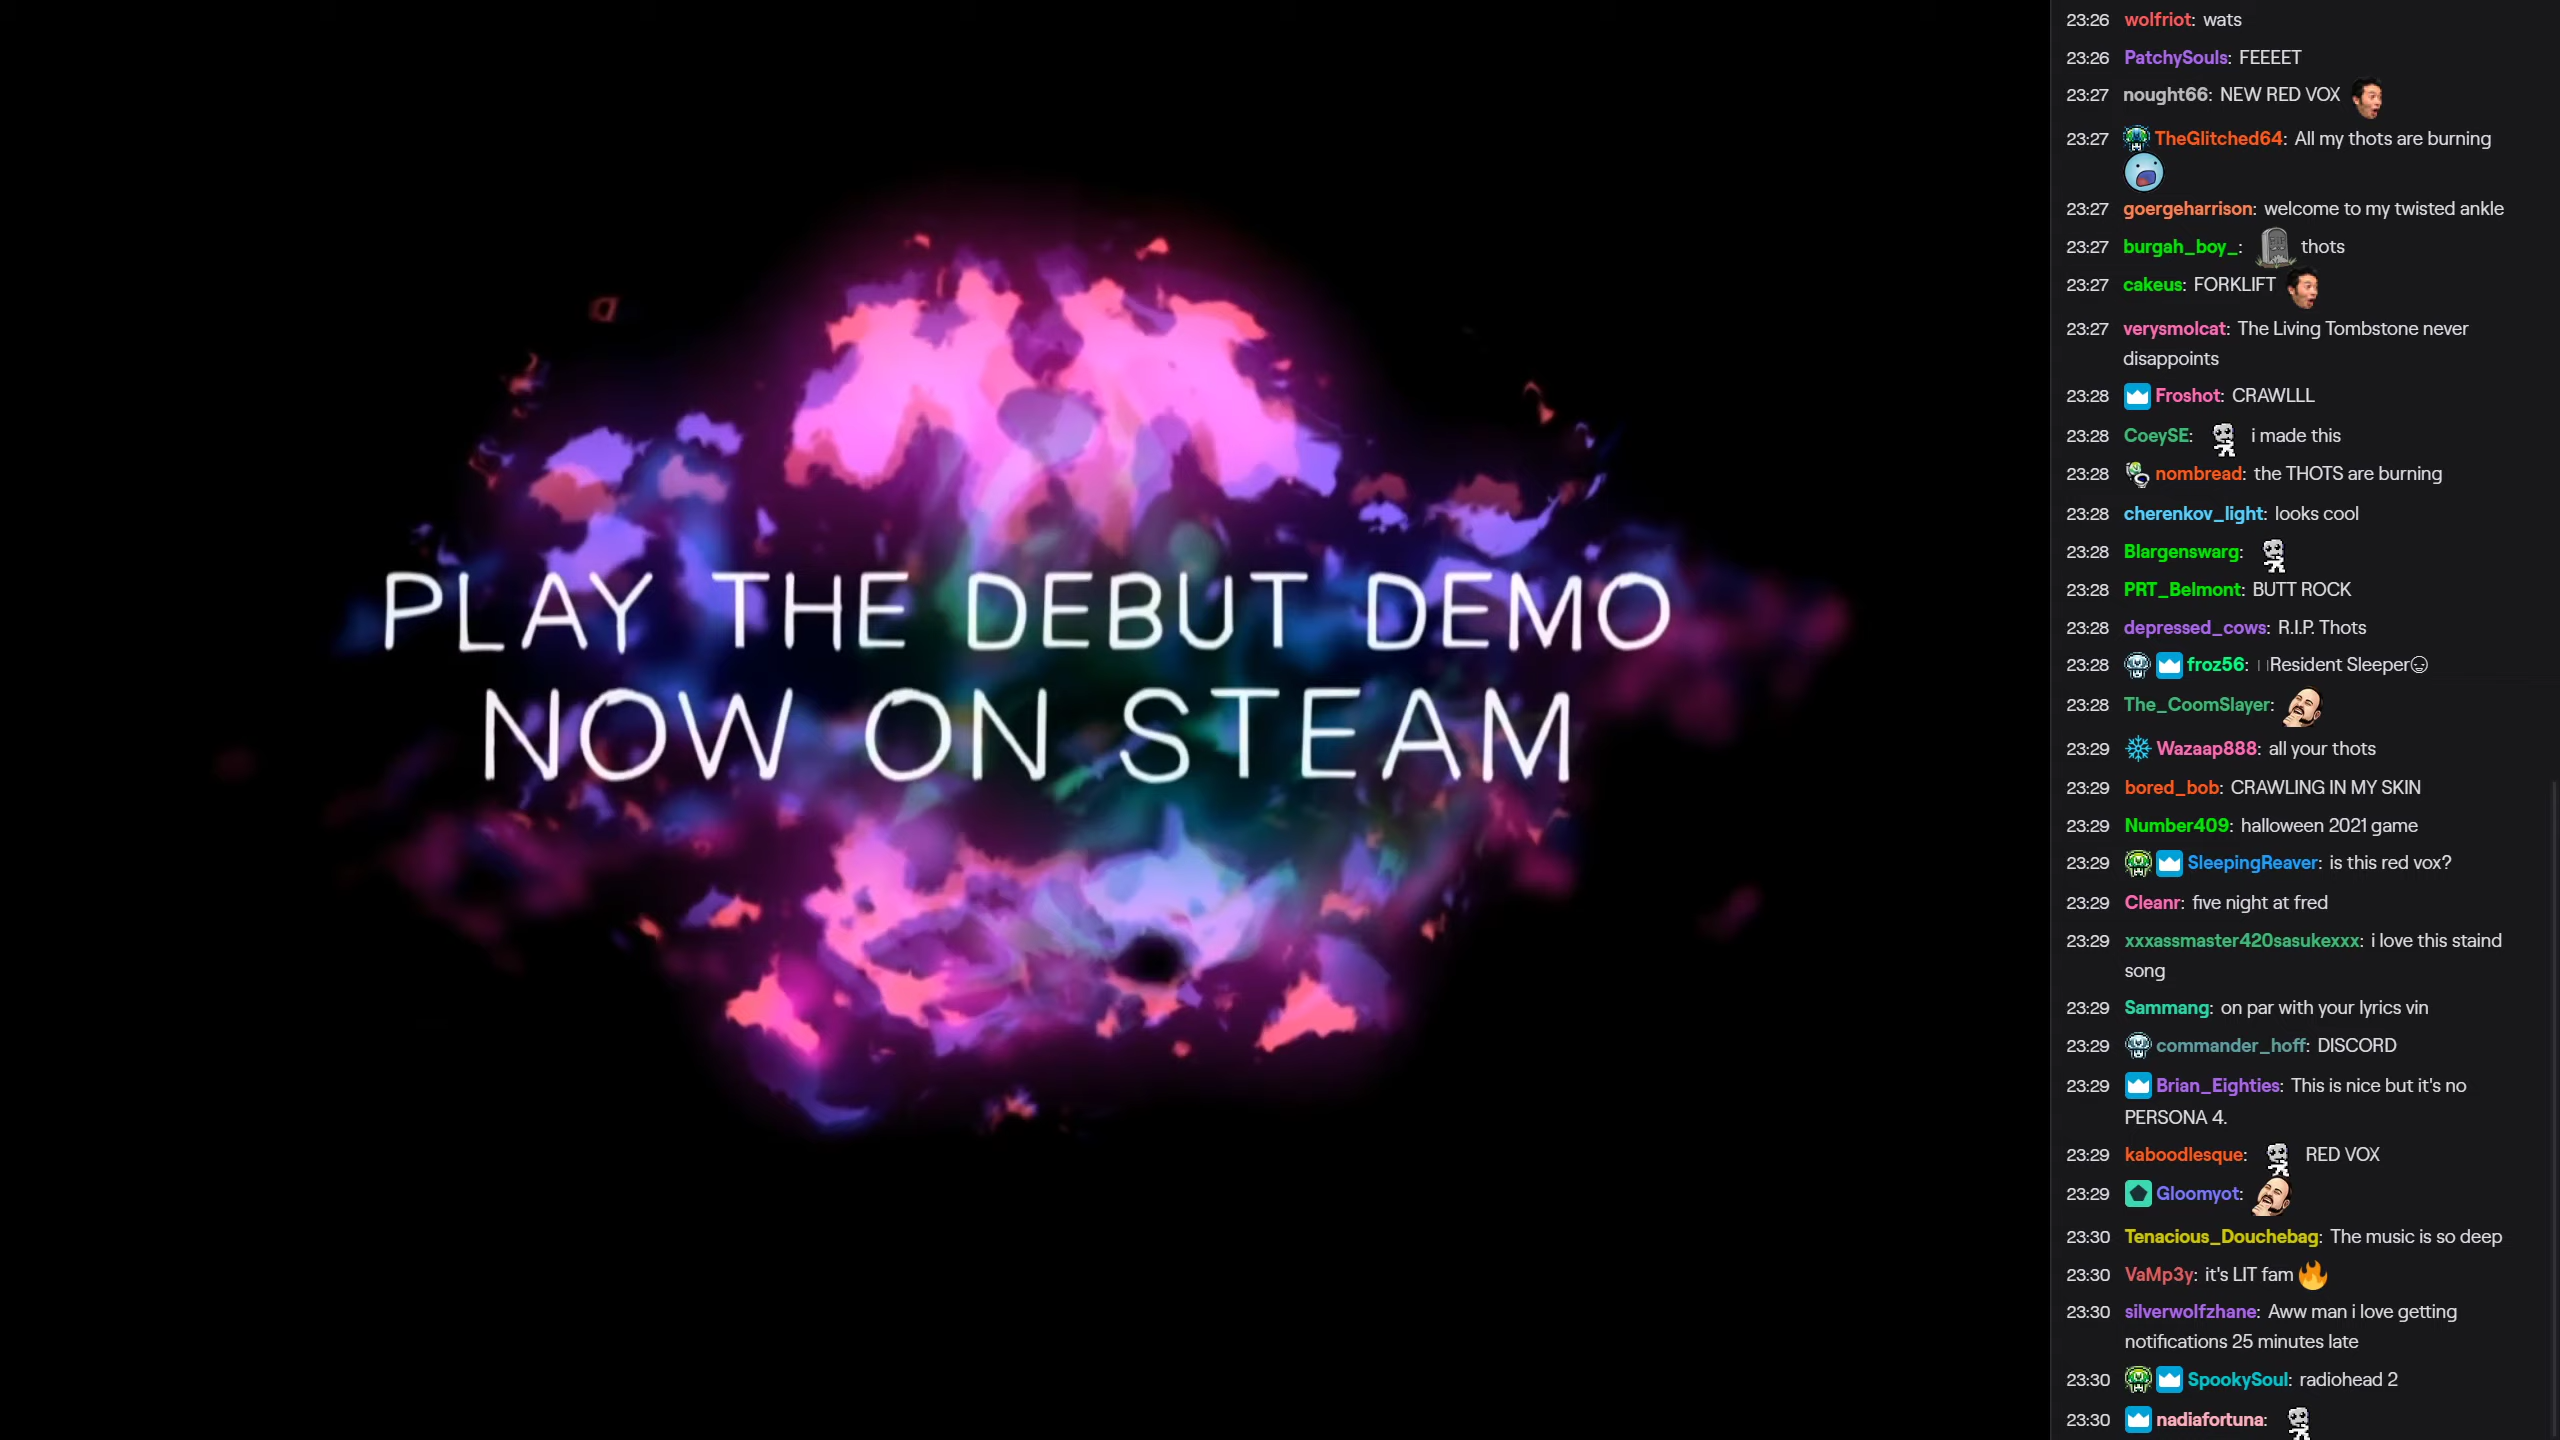 PLAY THE DEBUT DEMO
NOW ON STEAM
23:26 wolfriot: wats
23:26 PatchySouls: FEEEET
23:27 nought66: NEW RED VOX
23:27 TheGlitched64: All my thots are burning
23:27 goergeharrison: welcome to my twisted ankle
23:27 burgah_boy_: thots
23:27 cakeus: FORKLIFT
23:27 verysmolcat: The Living Tombstone never
disappoints
23:28 Froshot: CRAWLLL
23:28 CoeySE: i made this
23:28 nombread: the THOTS are burning
23:28 cherenkov_light: looks cool
23:28 Blargenswarg:
23:28 PRT_Belmont: BUTT ROCK
23:28 depressed_cows: R.I.P. Thots
23:28 froz56: Resident Sleeper
23:28 The_CoomSlayer:
23:29 Wazaap888: all your thots
23:29 bored_bob: CRAWLING IN MY SKIN
23:29 Number409: halloween 2021 game
23:29 SleepingReaver: is this red vox?
23:29 Cleanr: five night at fred
23:29 xxxassmaster420sasukexxx: i love this staind
song
23:29 Sammang: on par with your lyrics vin
23:29 commander_hoff: DISCORD
23:29 Brian_Eighties: This is nice but it's no
PERSONA 4.
23:29 kaboodlesque: RED VOX
23:29 Gloomyot:
23:30 Tenacious_Douchebag: The music is so deep
23:30 VaMp3y: it's LIT fam
23:30 silverwolfzhane: Aww man i love getting
notifications 25 minutes late
23:30 SpookySoul: radiohead 2
23:30 nadiafortuna: